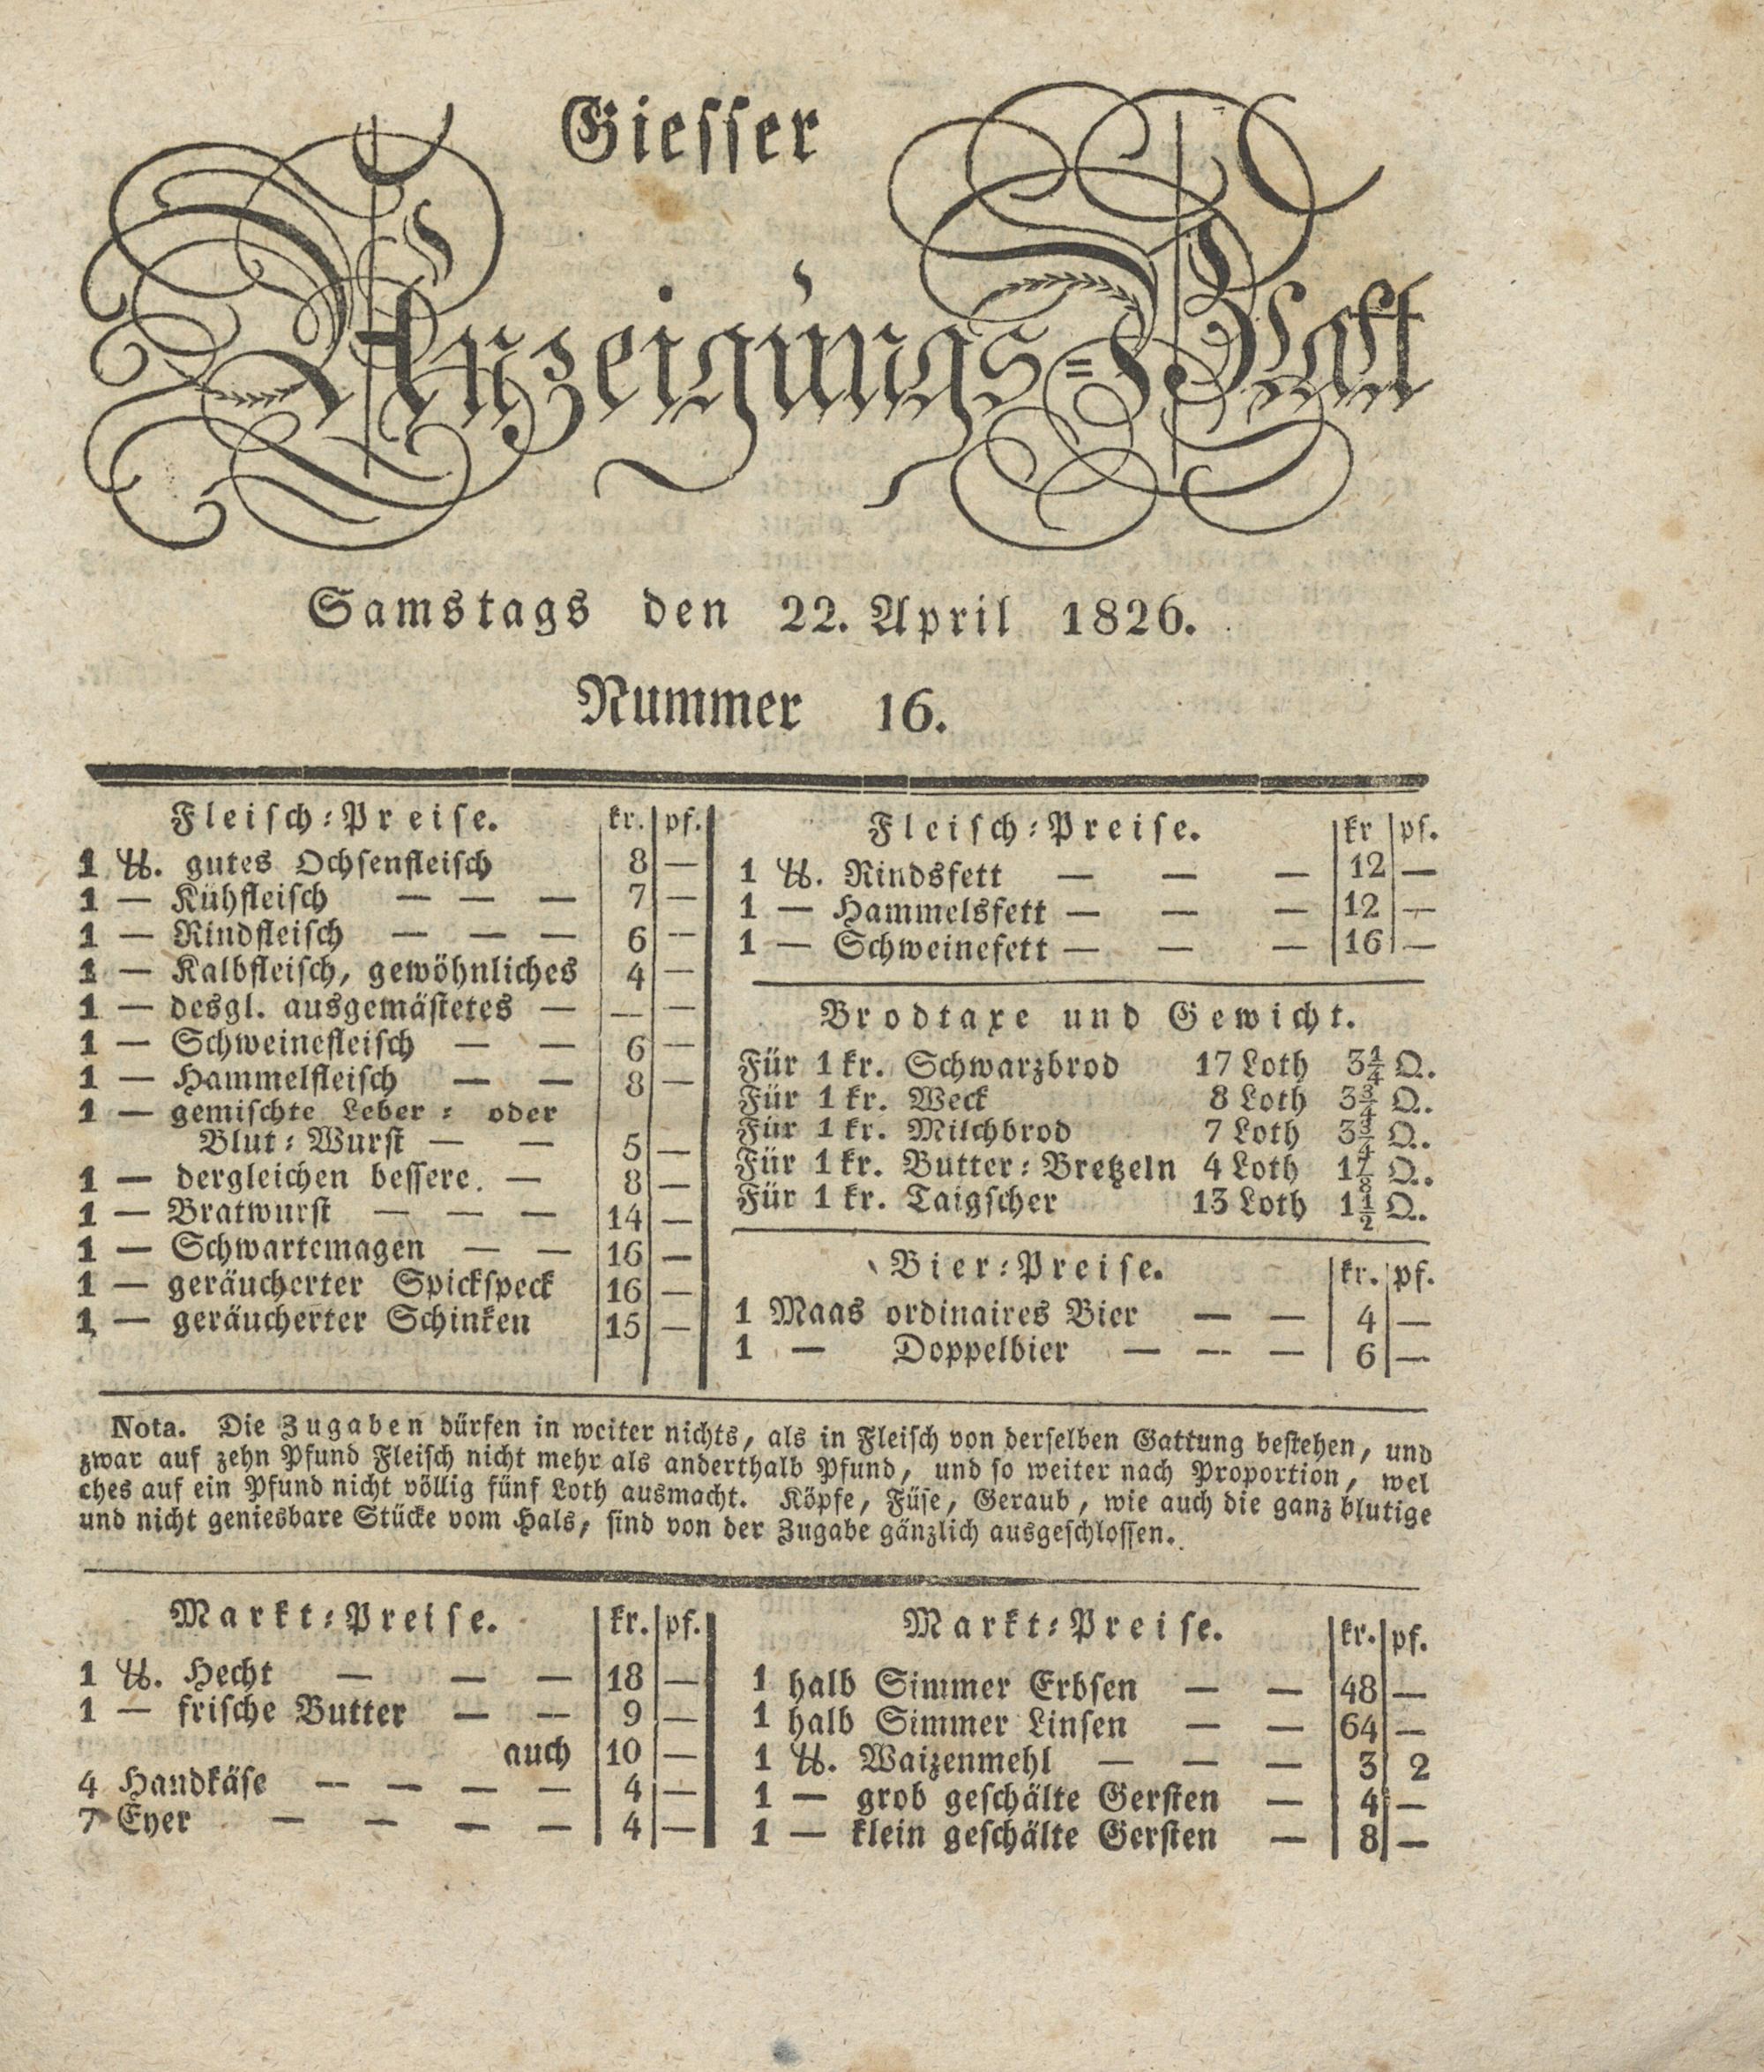 Giesser
Anzeigungs-Blatt
Samstags den 22. April 1826.
Nummer 16.
Fleisch-Preise. kr. pf.
1 ℔. gutes Ochsenfleisch 8 —
1 — Kühfleisch — — — 7 —
1 — Rindfleisch — — — 6 —
1 — Kalbfleisch, gewöhnliches 4 —
1 — desgl. ausgemästetes — — —
1 — Schweinefleisch — — 6 —
1 — Hammelfleisch — — 8 —
1 — gemischte Leber- oder
Blut-Wurst — — 5 —
1 — dergleichen bessere. — 8 —
1 — Bratwurst — — — 14 —
1 — Schwartemagen — — 16 —
1 — geräucherter Spickspeck 16 —
1 — geräucherter Schinken 15 —
Fleisch-Preise. kr pf.
1 ℔. Rindsfett — — — 12 —
1 — Hammelsfett — — — 12 —
1 — Schweinefett — — — 16 —
Brodtaxe und Gewicht.
Für 1 kr. Schwarzbrod 17 Loth 3¼ Q.
Für 1 kr. Weck 8 Loth 3¾ Q.
Für 1 kr. Milchbrod 7 Loth 3¾ Q.
Für 1 kr. Butter-Bretzeln 4 Loth 1⅞ Q.
Für 1 kr. Taigscher 13 Loth 1½ Q.
Bier-Preise. kr. pf.
1 Maas ordinaires Bier — — 4 —
1 — Doppelbier — — — 6 —
Nota. Die Zugaben dürfen in weiter nichts, als in Fleisch von derselben Gattung bestehen, und
zwar auf zehn Pfund Fleisch nicht mehr als anderthalb Pfund, und so weiter nach Proportion, wel
ches auf ein Pfund nicht völlig fünf Loth ausmacht. Köpfe, Füse, Geraub, wie auch die ganz blutige
und nicht geniesbare Stücke vom Hals, sind von der Zugabe gänzlich ausgeschlossen.
Markt-Preise. kr. pf.
1 ℔. Hecht — — — 18 —
1 — frische Butter — — 9 —
auch 10 —
4 Handkäse — — — — 4 —
7 Eyer — — — — 4 —
Markt-Preise. kr. pf.
1 halb Simmer Erbsen — — 48 —
1 halb Simmer Linsen — — 64 —
1 ℔. Waizenmehl — — — 3 2
1 — grob geschälte Gersten — 4 —
1 — klein geschälte Gersten — 8 —